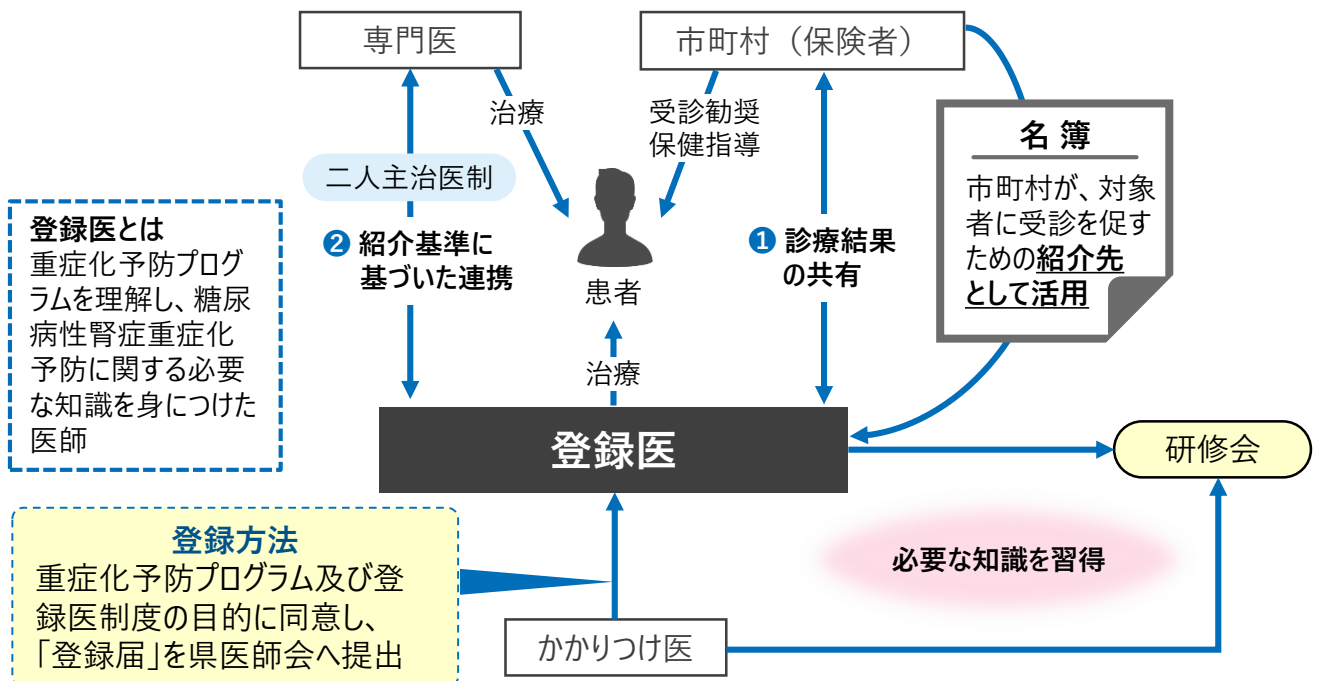 専門医
市町村（保険者）
治療
受診勧奨
保健指導
名 簿
市町村が、対象
者に受診を促す
ための紹介先
として活用
二人主治医制
登録医とは
重症化予防プログ
ラムを理解し、糖尿
病性腎症重症化
予防に関する必要
な知識を身につけた
医師
❷ 紹介基準に
基づいた連携
患者
❶ 診療結果
の共有
治療
登録医
研修会
登録方法
重症化予防プログラム及び登
録医制度の目的に同意し、
「登録届」を県医師会へ提出
必要な知識を習得
かかりつけ医